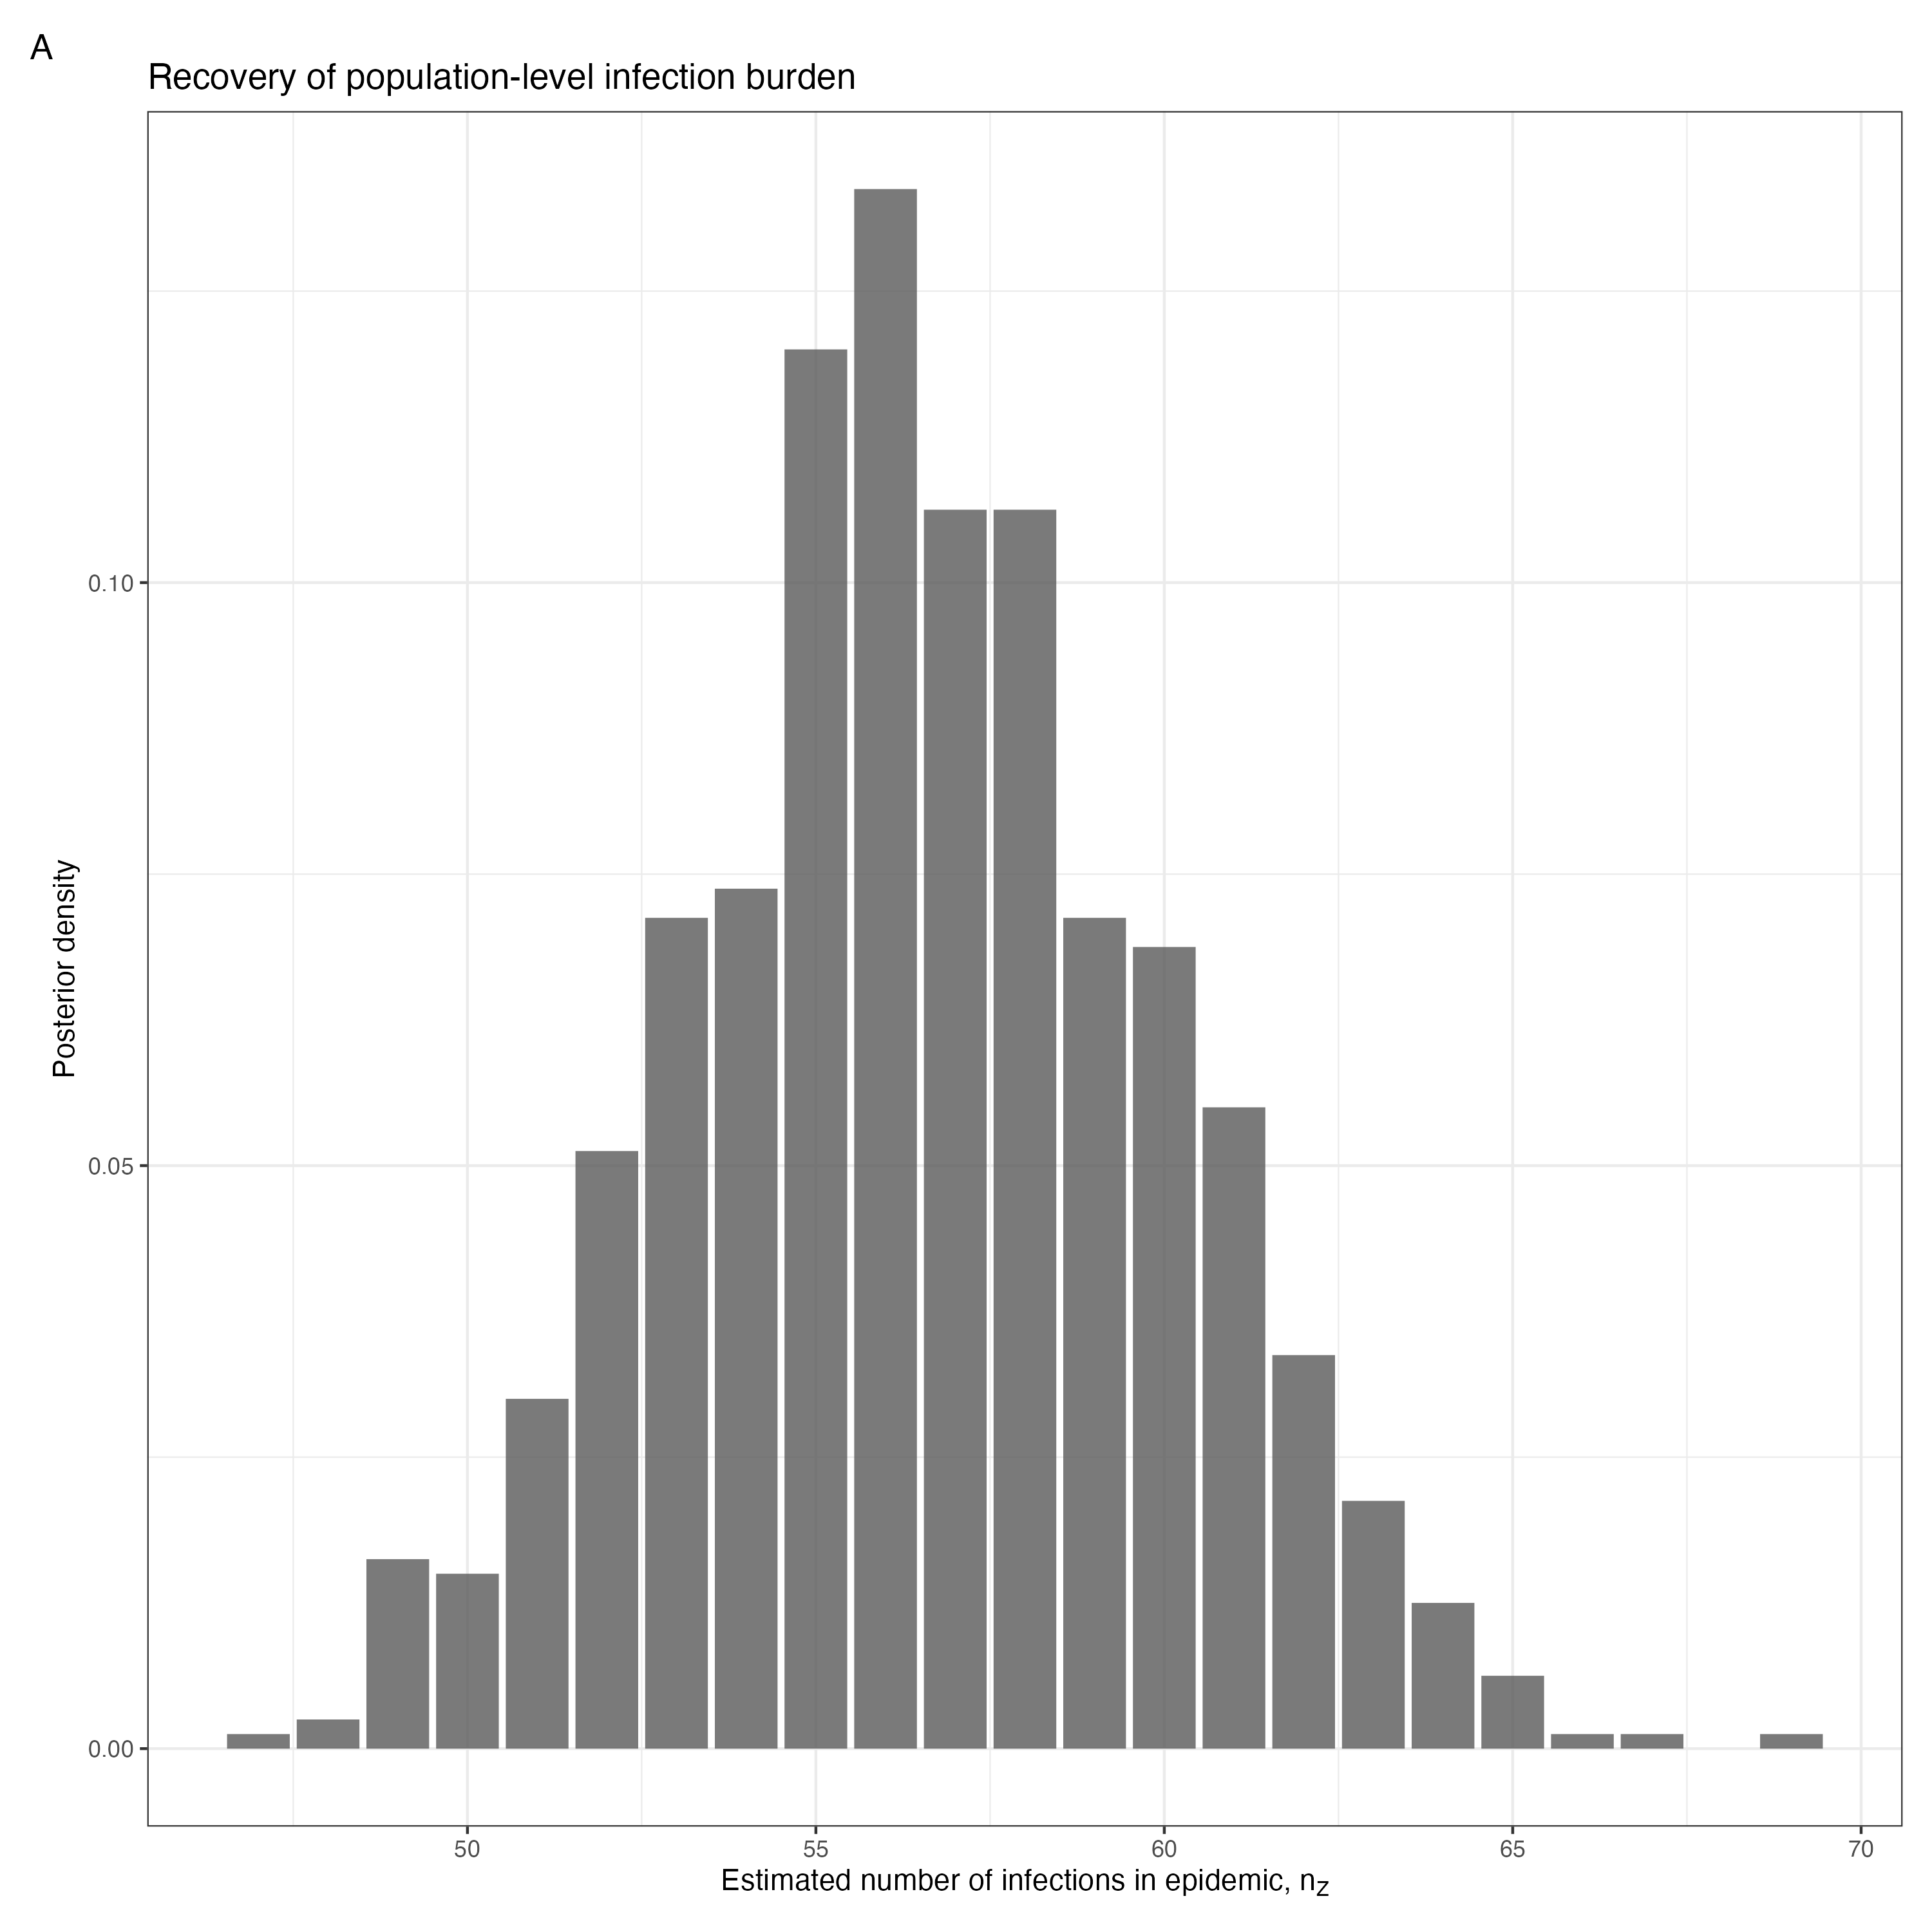 A
Recovery of population-level infection burden
Posterior density
0.10
0.05
0.00
50 55 60 65 70
Estimated number of infections in epidemic, nz